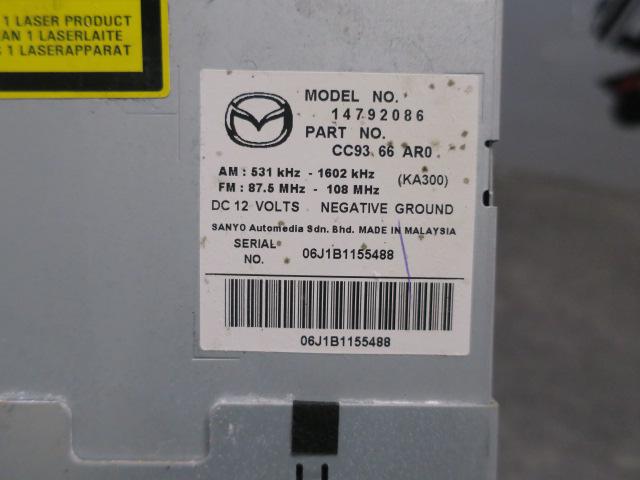 1 LASER PRODUCT
AN 1 LASERLAITE
S 1 LASERAPPARAT
MODEL NO.
14792086
PART NO.
CC93 66 AR0
AM : 531 kHz - 1602 kHz
FM : 87.5 MHz - 108 MHz
(KA300)
DC 12 VOLTS NEGATIVE GROUND
SANYO Automedia Sdn. Bhd. MADE IN MALAYSIA
SERIAL NO. 06J1B1155488
06J1B1155488